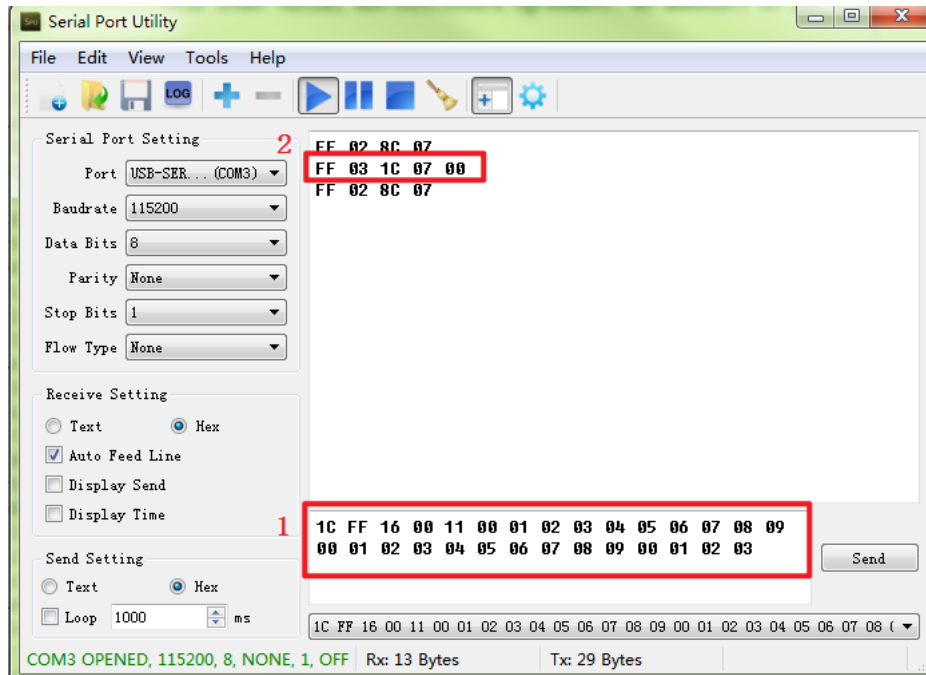 Serial Port Utility
File Edit View Tools Help
LOG
Serial Port Setting
Port USB-SER... (COM3)
Baudrate 115200
Data Bits 8
Parity None
Stop Bits 1
Flow Type None
Receive Setting
Text Hex
Auto Feed Line
Display Send
Display Time
Send Setting
Text Hex
Loop 1000 ms
2
FF 02 8C 07
FF 03 1C 07 00
FF 02 8C 07
1
1C FF 16 00 11 00 01 02 03 04 05 06 07 08 09
00 01 02 03 04 05 06 07 08 09 00 01 02 03
Send
1C FF 16 00 11 00 01 02 03 04 05 06 07 08 09 00 01 02 03 04 05 06 07 08 (
COM3 OPENED, 115200, 8, NONE, 1, OFF Rx: 13 Bytes Tx: 29 Bytes